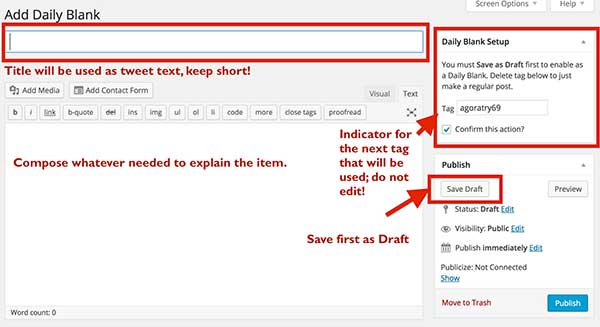 Screen Options
Help
Add Daily Blank
Title will be used as tweet text, keep short!
Add Media
Add Contact Form
Visual
Text
b
i
link
b-quote
del
ins
img
ul
ol
li
code
more
close tags
proofread
Compose whatever needed to explain the item.
Indicator for
the next tag
that will be
used; do not
edit!
Save first as Draft
Word count: 0
Daily Blank Setup
You must Save as Draft first to enable as
a Daily Blank. Delete tag below to just
make a regular post.
Tag agoratry69
Confirm this action?
Publish
Save Draft
Preview
Status: Draft Edit
Visibility: Public Edit
Publish immediately Edit
Publicize: Not Connected
Show
Move to Trash
Publish